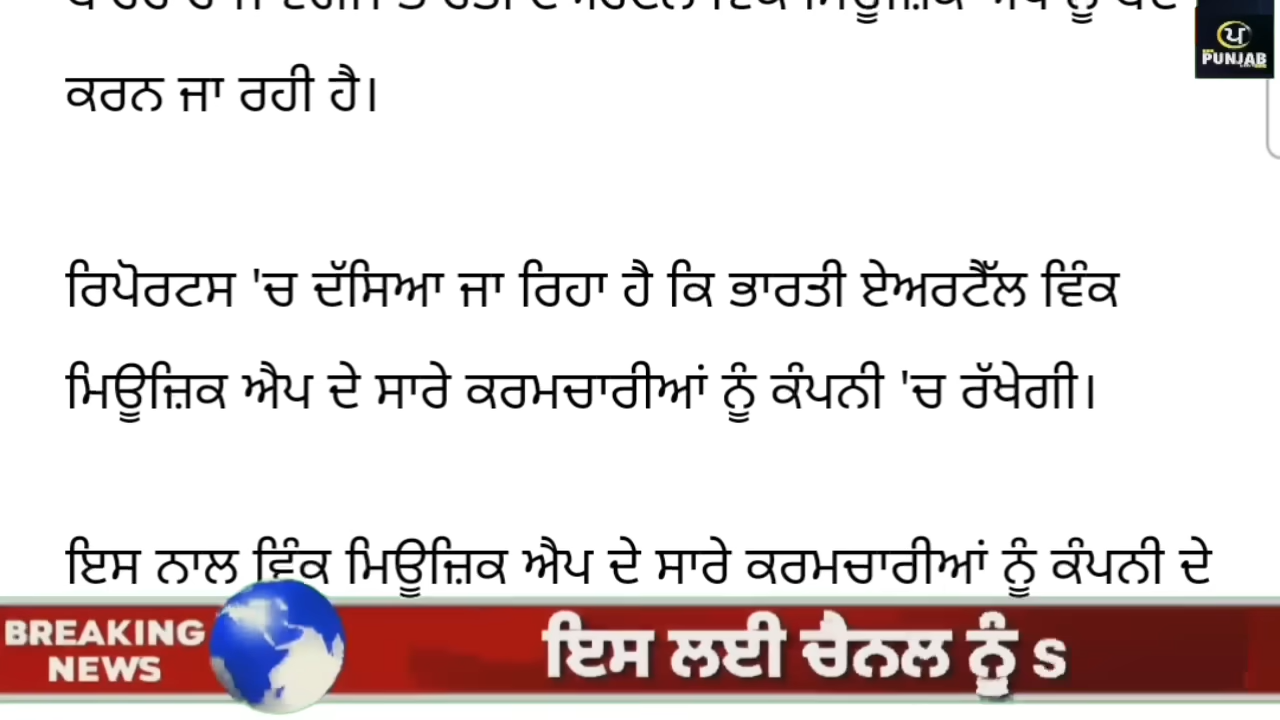 ਕਰਨ ਜਾ ਰਹੀ ਹੈ।
ਰਿਪੋਰਟਸ 'ਚ ਦੱਸਿਆ ਜਾ ਰਿਹਾ ਹੈ ਕਿ ਭਾਰਤੀ ਏਅਰਟੈੱਲ ਵਿੰਕ
ਮਿਊਜ਼ਿਕ ਐਪ ਦੇ ਸਾਰੇ ਕਰਮਚਾਰੀਆਂ ਨੂੰ ਕੰਪਨੀ 'ਚ ਰੱਖੇਗੀ।
ਇਸ ਨਾਲ ਵਿੰਕ ਮਿਊਜ਼ਿਕ ਐਪ ਦੇ ਸਾਰੇ ਕਰਮਚਾਰੀਆਂ ਨੂੰ ਕੰਪਨੀ ਦੇ
ਪ
PUNJAB
BREAKING
NEWS
ਇਸ ਲਈ ਚੈਨਲ ਨੂੰ s